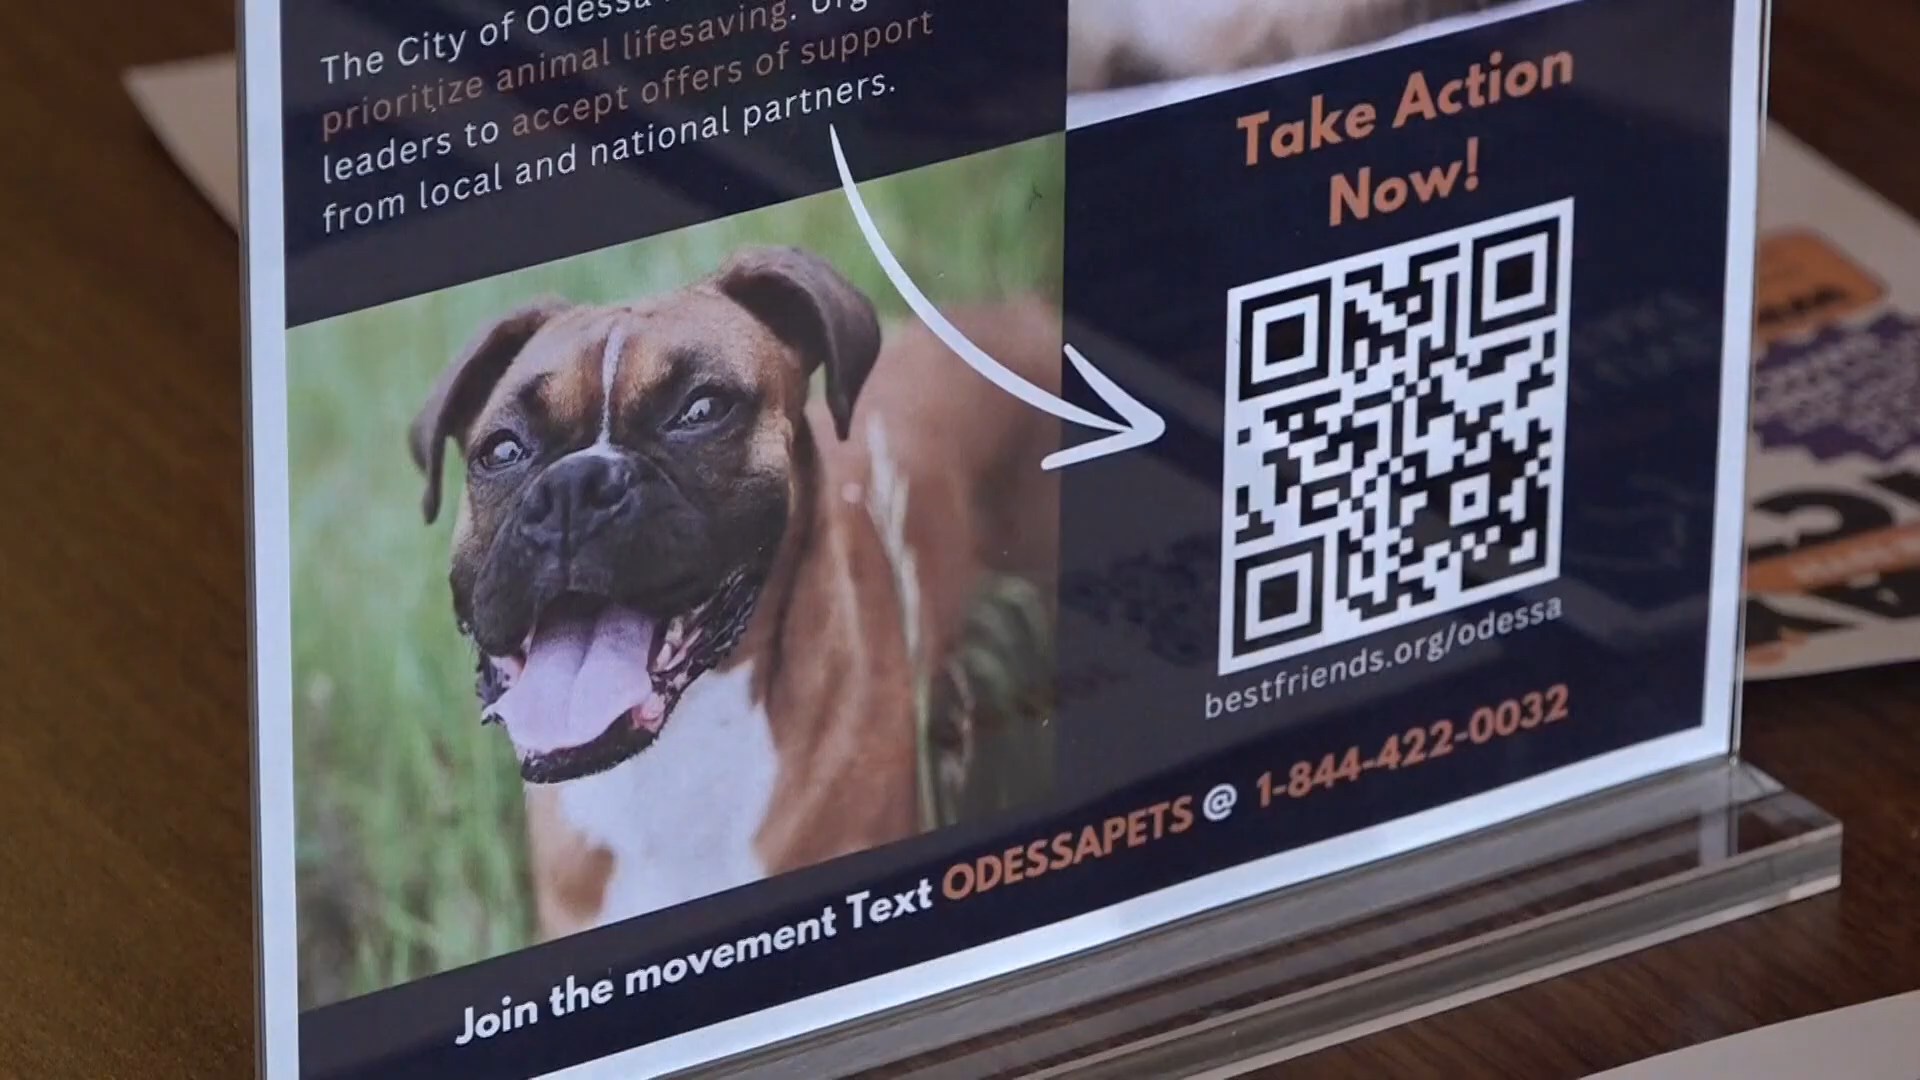 The City of Odessa
prioritize animal lifesaving.
leaders to accept offers of support
from local and national partners.
Take Action
Now!
bestfriends.org/odessa
Join the movement Text ODESSAPETS @ 1-844-422-0032